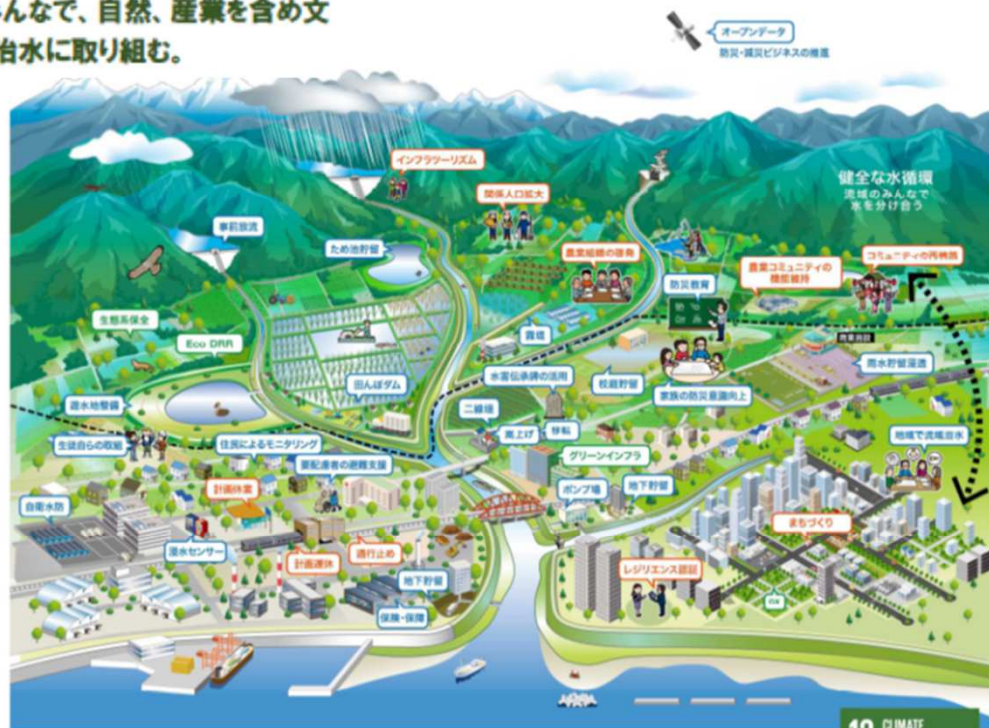 んなで、自然、産業を含め文
治水に取り組む。
オープンデータ
防災・減災ビジネスの推進
インフラツーリズム
関係人口拡大
健全な水循環
流域のみんなで
水を分け合う
事前放流
ため池貯留
農業組織の啓発
防災教育
農業コミュニティの
機能維持
コミュニティの再構築
生態系保全
Eco DRR
田んぼダム
水害伝承碑の活用
校庭貯留
家族の防災意識向上
商業施設
雨水貯留浸透
遊水地整備
二線堤
嵩上げ
移転
生徒自らの取組
住民によるモニタリング
要配慮者の避難支援
グリーンインフラ
地域で流域治水
自衛水防
計画休業
ポンプ場
地下貯留
まちづくり
浸水センサー
計画運休
通行止め
地下貯留
レジリエンス認証
GX
保険・保障
CLIMATE